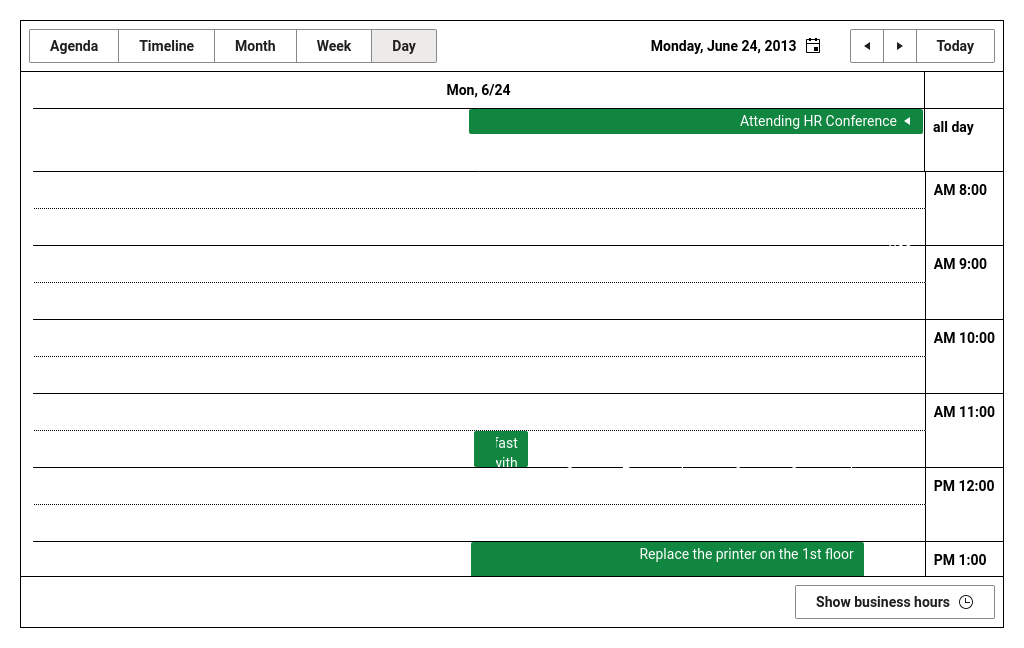 Agenda
Timeline
Month
Week
Day
Monday, June 24, 2013
Today
Mon, 6/24
Attending HR Conference
all day
AM 8:00
AM 9:00
AM 10:00
AM 11:00
PM 12:00
Replace the printer on the 1st floor
PM 1:00
Show business hours